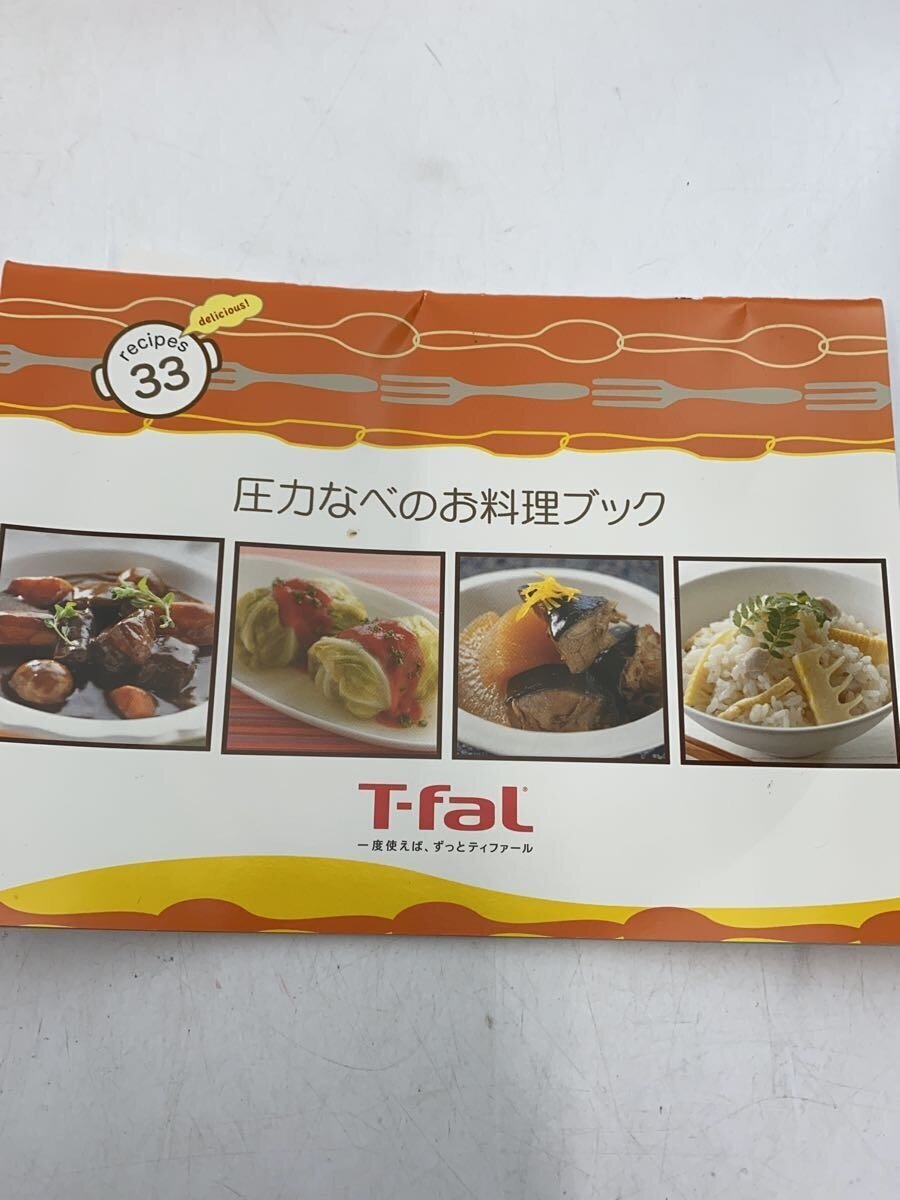 delicious!
recipes
33
圧力なべのお料理ブック
T-fal®
一度使えば、ずっとティファール